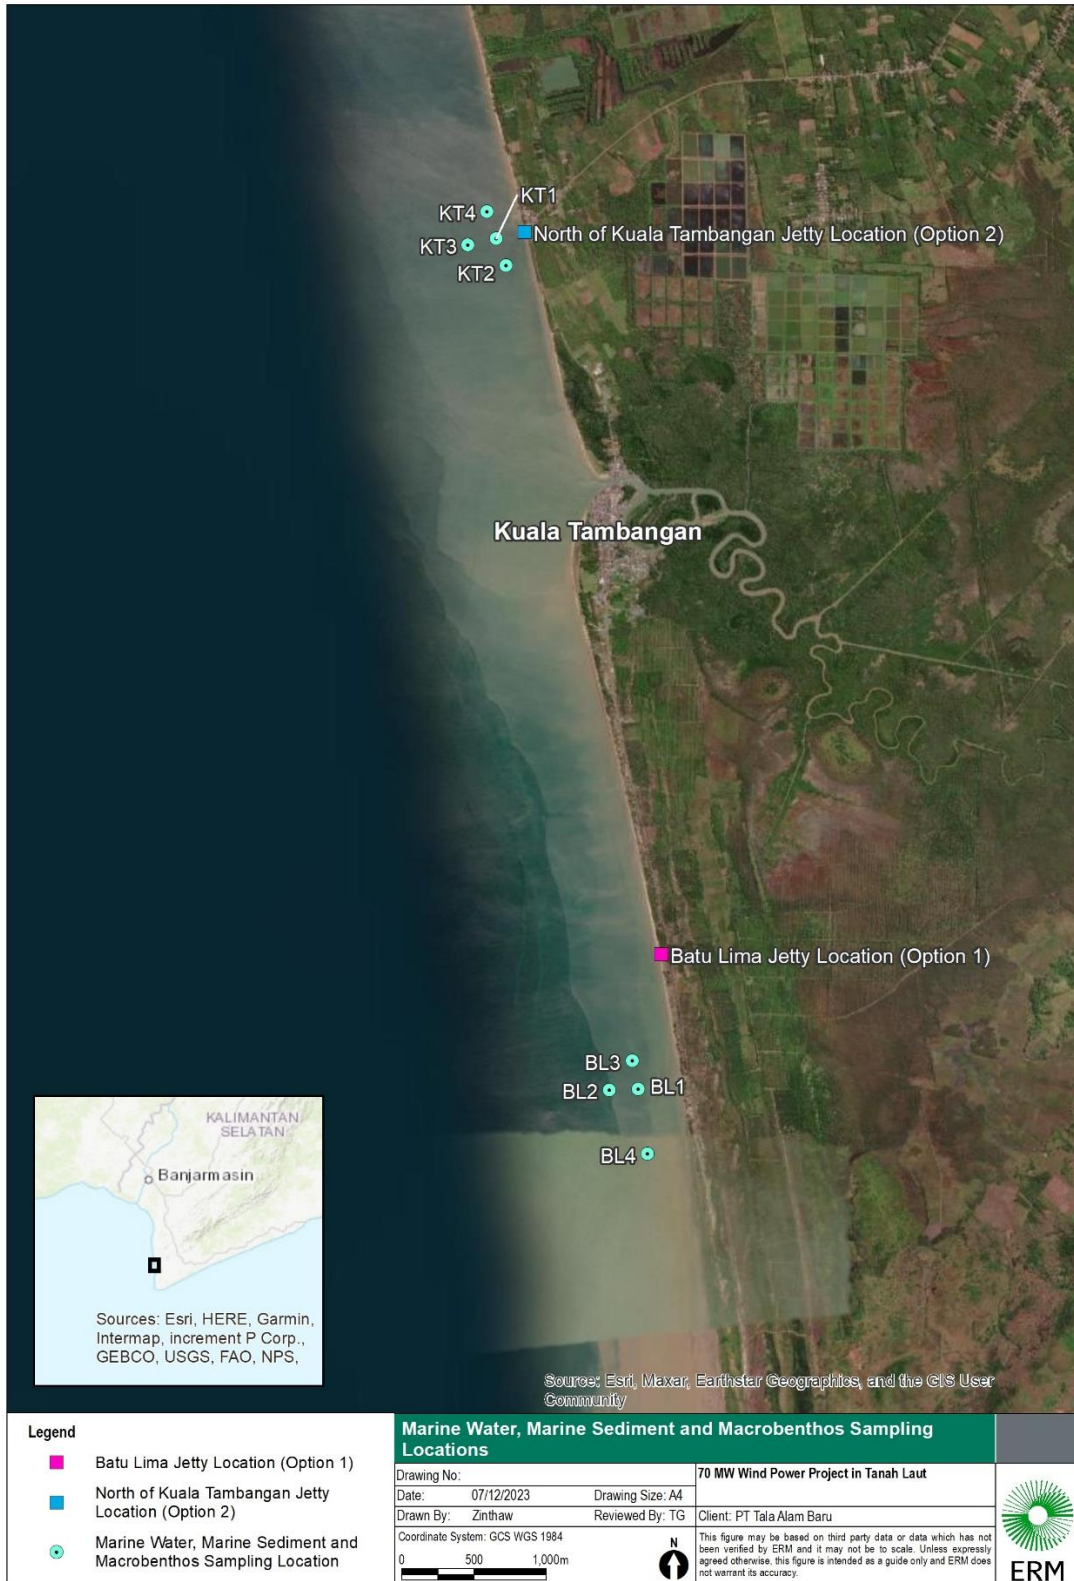 KT1
KT4
North of Kuala Tambangan Jetty Location (Option 2)
KT3
KT2
Kuala Tambangan
Batu Lima Jetty Location (Option 1)
BL3
BL2
BL1
BL4
KALIMANTAN
SELATAN
Banjarmasin
Sources: Esri, HERE, Garmin,
Intermap, increment P Corp.,
GEBCO, USGS, FAO, NPS,
Source: Esri, Maxar, Earthstar Geographics, and the GIS User
Community
Legend
Batu Lima Jetty Location (Option 1)
North of Kuala Tambangan Jetty
Location (Option 2)
Marine Water, Marine Sediment and
Macrobenthos Sampling Location
Marine Water, Marine Sediment and Macrobenthos Sampling
Locations
Drawing No:
Date: 07/12/2023 Drawing Size: A4
Drawn By: Zinthaw Reviewed By: TG
70 MW Wind Power Project in Tanah Laut
Client: PT Tala Alam Baru
Coordinate System: GCS WGS 1984
0 500 1,000m
N
This figure may be based on third party data or data which has not
been verified by ERM and it may not be to scale. Unless expressly
agreed otherwise, this figure is intended as a guide only and ERM does
not warrant its accuracy.
ERM